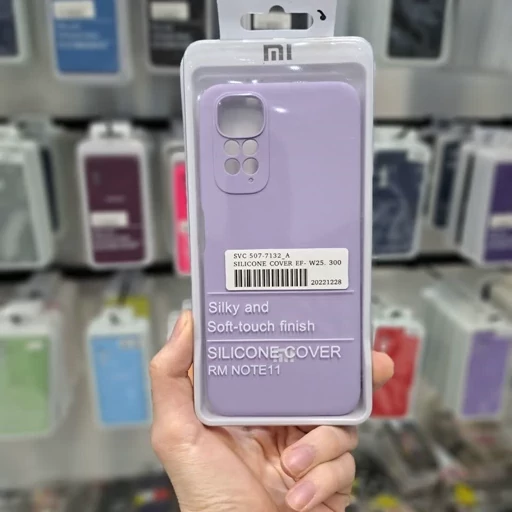 mi
SVC 507-7132_A
SILICONE COVER EF- W25. 300
20221228
Silky and
Soft-touch finish
SILICONE COVER
mi
RM NOTE11